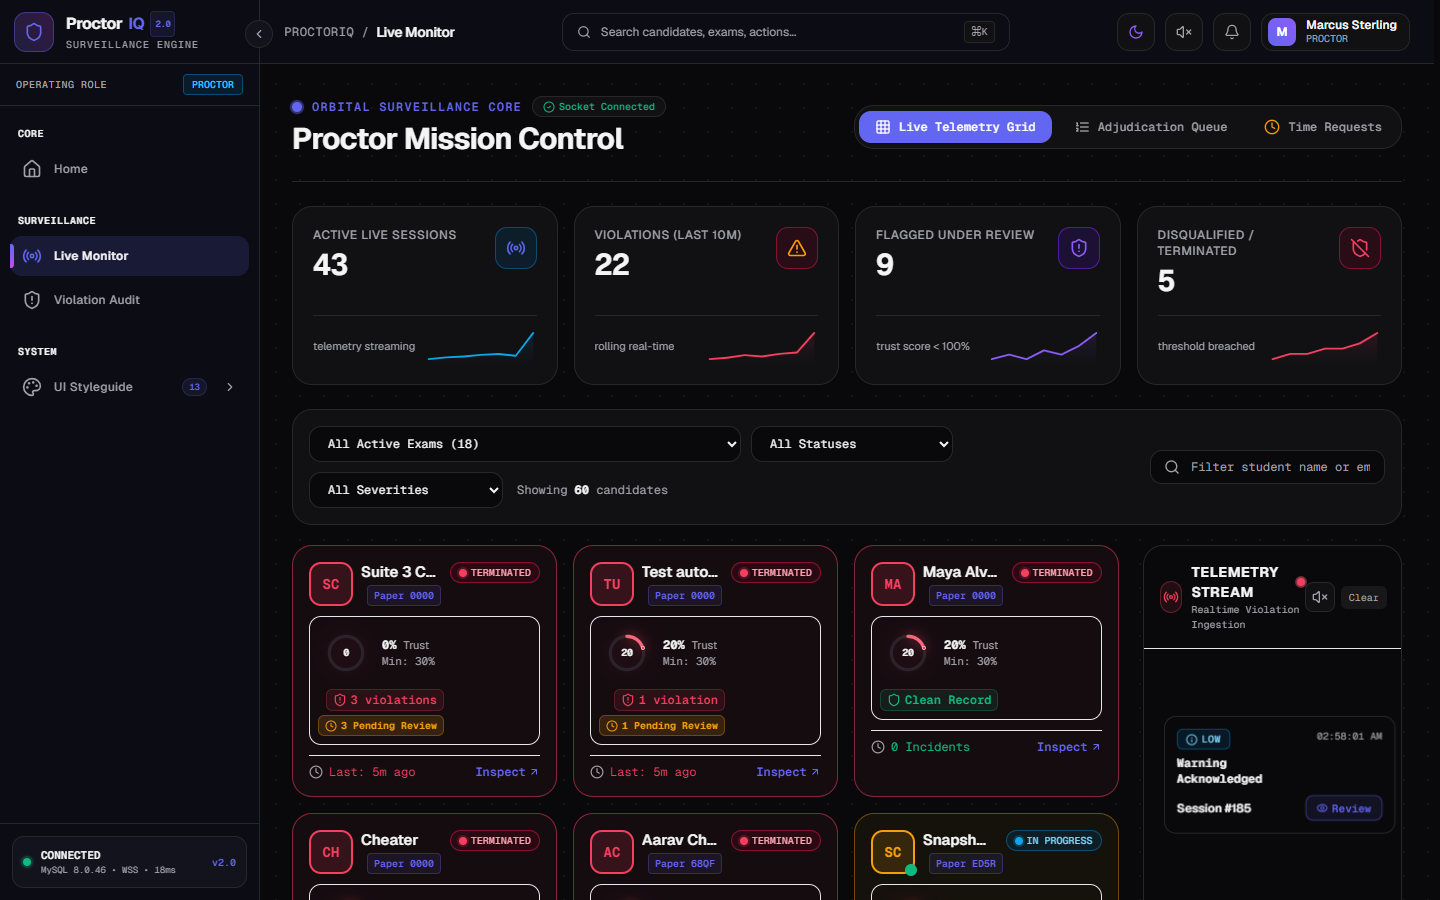 Proctor IQ 2.0
SURVEILLANCE ENGINE
OPERATING ROLE
PROCTOR
CORE
Home
SURVEILLANCE
Live Monitor
Violation Audit
SYSTEM
UI Styleguide
13
CONNECTED
MySQL 8.0.46 • WSS • 18ms
v2.0
PROCTORIQ / Live Monitor
Search candidates, exams, actions...
⌘K
M
Marcus Sterling
PROCTOR
ORBITAL SURVEILLANCE CORE
Socket Connected
Proctor Mission Control
Live Telemetry Grid
Adjudication Queue
Time Requests
ACTIVE LIVE SESSIONS
43
telemetry streaming
VIOLATIONS (LAST 10M)
22
rolling real-time
FLAGGED UNDER REVIEW
9
trust score < 100%
DISQUALIFIED /
TERMINATED
5
threshold breached
All Active Exams (18)
All Statuses
All Severities
Showing 60 candidates
Filter student name or em
SC
Suite 3 C...
TERMINATED
Paper 0000
0
0% Trust
Min: 30%
3 violations
3 Pending Review
Last: 5m ago
Inspect
TU
Test auto...
TERMINATED
Paper 0000
20
20% Trust
Min: 30%
1 violation
1 Pending Review
Last: 5m ago
Inspect
MA
Maya Alv...
TERMINATED
Paper 0000
20
20% Trust
Min: 30%
Clean Record
0 Incidents
Inspect
CH
Cheater
TERMINATED
Paper 0000
AC
Aarav Ch...
TERMINATED
Paper 68QF
SC
Snapsh...
IN PROGRESS
Paper ED5R
TELEMETRY
STREAM
Realtime Violation
Ingestion
Clear
LOW
02:58:01 AM
Warning
Acknowledged
Session #185
Review